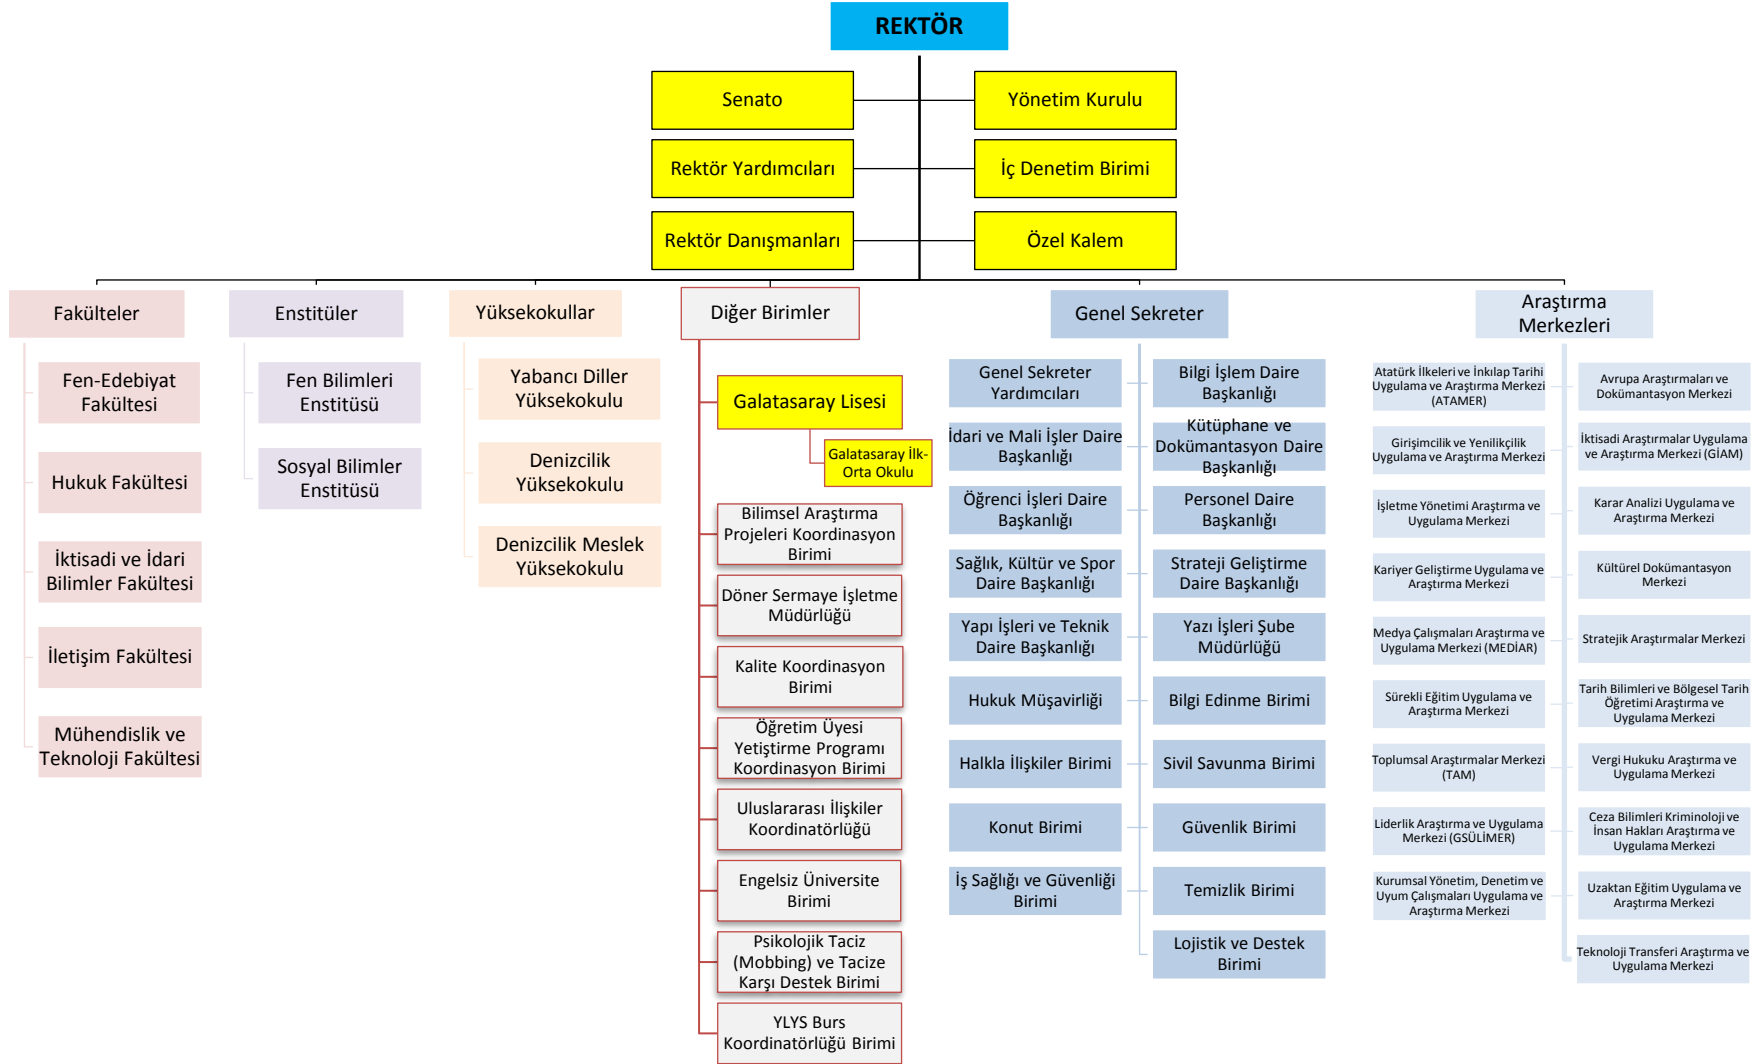 REKTÖR
Senato
Yönetim Kurulu
Rektör Yardımcıları
İç Denetim Birimi
Rektör Danışmanları
Özel Kalem
Fakülteler
Fen-Edebiyat
Fakültesi
Hukuk Fakültesi
İktisadi ve İdari
Bilimler Fakültesi
İletişim Fakültesi
Mühendislik ve
Teknoloji Fakültesi
Enstitüler
Fen Bilimleri
Enstitüsü
Sosyal Bilimler
Enstitüsü
Yüksekokullar
Yabancı Diller
Yüksekokulu
Denizcilik
Yüksekokulu
Denizcilik Meslek
Yüksekokulu
Diğer Birimler
Galatasaray Lisesi
Galatasaray İlk-
Orta Okulu
Bilimsel Araştırma
Projeleri Koordinasyon
Birimi
Döner Sermaye İşletme
Müdürlüğü
Kalite Koordinasyon
Birimi
Öğretim Üyesi
Yetiştirme Programı
Koordinasyon Birimi
Uluslararası İlişkiler
Koordinatörlüğü
Engelsiz Üniversite
Birimi
Psikolojik Taciz
(Mobbing) ve Tacize
Karşı Destek Birimi
YLYS Burs
Koordinatörlüğü Birimi
Genel Sekreter
Genel Sekreter
Yardımcıları
Bilgi İşlem Daire
Başkanlığı
İdari ve Mali İşler Daire
Başkanlığı
Kütüphane ve
Dokümantasyon Daire
Başkanlığı
Öğrenci İşleri Daire
Başkanlığı
Personel Daire
Başkanlığı
Sağlık, Kültür ve Spor
Daire Başkanlığı
Strateji Geliştirme
Daire Başkanlığı
Yapı İşleri ve Teknik
Daire Başkanlığı
Yazı İşleri Şube
Müdürlüğü
Hukuk Müşavirliği
Bilgi Edinme Birimi
Halkla İlişkiler Birimi
Sivil Savunma Birimi
Konut Birimi
Güvenlik Birimi
İş Sağlığı ve Güvenliği
Birimi
Temizlik Birimi
Lojistik ve Destek
Birimi
Araştırma
Merkezleri
Atatürk İlkeleri ve İnkılap Tarihi
Uygulama ve Araştırma Merkezi
(ATAMER)
Avrupa Araştırmaları ve
Dokümantasyon Merkezi
Girişimcilik ve Yenilikçilik
Uygulama ve Araştırma Merkezi
İktisadi Araştırmalar Uygulama
ve Araştırma Merkezi (GİAM)
İşletme Yönetimi Araştırma ve
Uygulama Merkezi
Karar Analizi Uygulama ve
Araştırma Merkezi
Kariyer Geliştirme Uygulama ve
Araştırma Merkezi
Kültürel Dokümantasyon
Merkezi
Medya Çalışmaları Araştırma ve
Uygulama Merkezi (MEDİAR)
Stratejik Araştırmalar Merkezi
Sürekli Eğitim Uygulama ve
Araştırma Merkezi
Tarih Bilimleri ve Bölgesel Tarih
Öğretimi Araştırma ve
Uygulama Merkezi
Toplumsal Araştırmalar Merkezi
(TAM)
Vergi Hukuku Araştırma ve
Uygulama Merkezi
Liderlik Araştırma ve Uygulama
Merkezi (GSÜLİMER)
Ceza Bilimleri Kriminoloji ve
İnsan Hakları Araştırma ve
Uygulama Merkezi
Kurumsal Yönetim, Denetim ve
Uyum Çalışmaları Uygulama ve
Araştırma Merkezi
Uzaktan Eğitim Uygulama ve
Araştırma Merkezi
Teknoloji Transferi Araştırma ve
Uygulama Merkezi